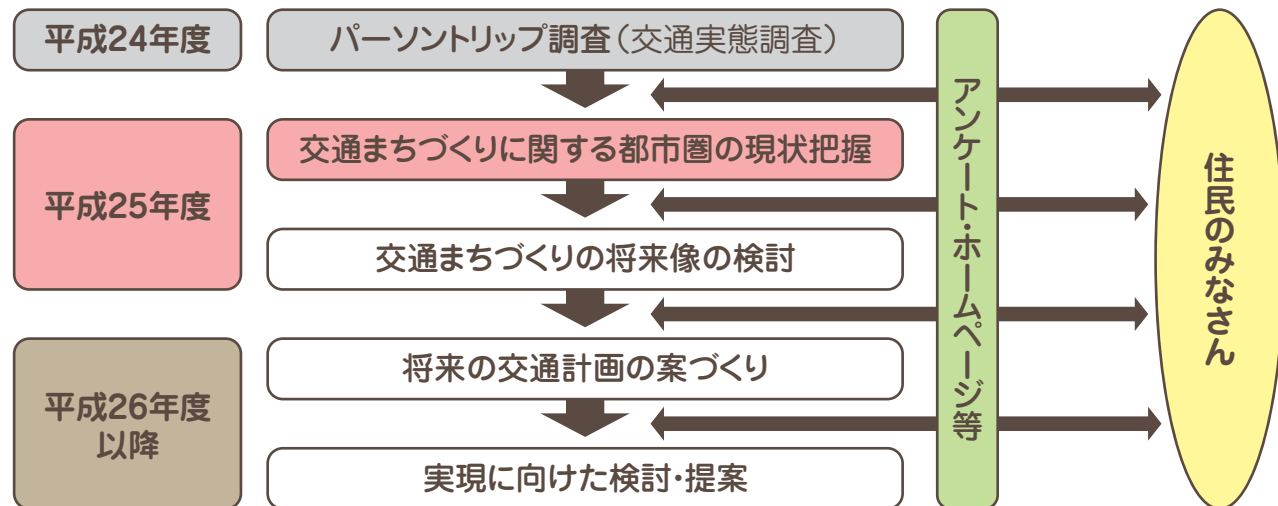 平成24年度
パーソントリップ調査(交通実態調査)
平成25年度
交通まちづくりに関する都市圏の現状把握
交通まちづくりの将来像の検討
平成26年度
以降
将来の交通計画の案づくり
実現に向けた検討・提案
アンケート・ホームページ等
住民のみなさん